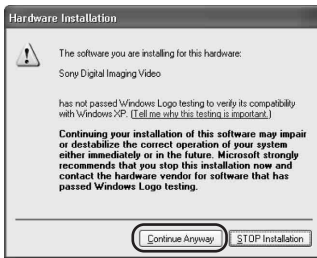 Hardware Installation
The software you are installing for this hardware:
Sony Digital Imaging Video
has not passed Windows Logo testing to verify its compatibility
with Windows XP. (Tell me why this testing is important.)
Continuing your installation of this software may impair
or destabilize the correct operation of your system
either immediately or in the future. Microsoft strongly
recommends that you stop this installation now and
contact the hardware vendor for software that has
passed Windows Logo testing.
Continue Anyway
STOP Installation